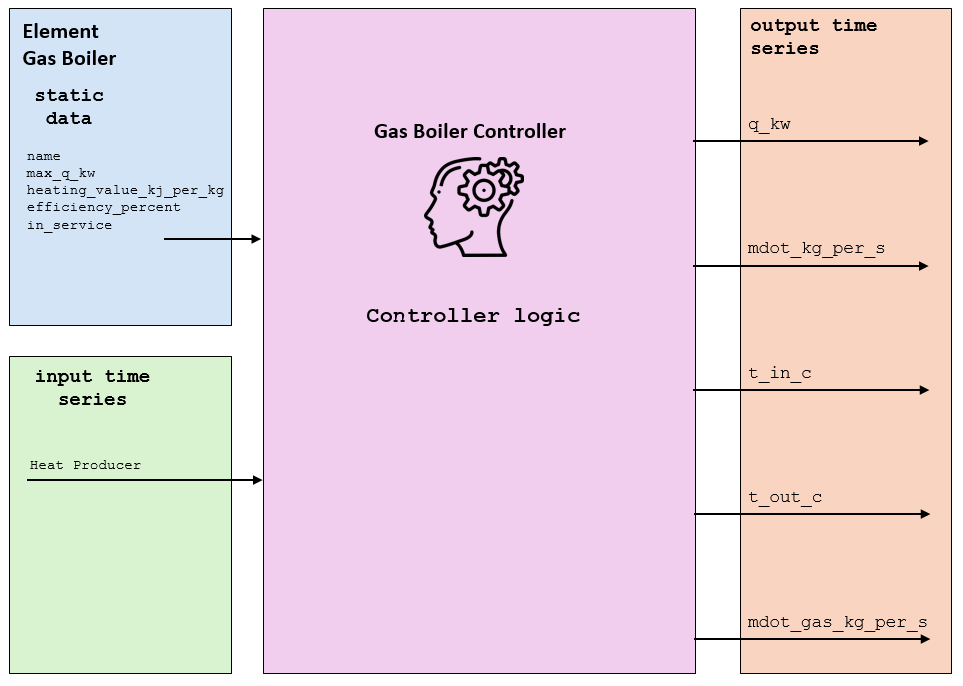 Element
Gas Boiler
static
data
name
max_q_kw
heating_value_kj_per_kg
efficiency_percent
in_service
input time
series
Heat Producer
Gas Boiler Controller
Controller logic
output time
series
q_kw
mdot_kg_per_s
t_in_c
t_out_c
mdot_gas_kg_per_s